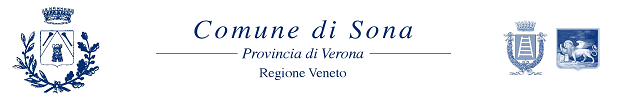 Comune di Sona
Provincia di Verona
Regione Veneto